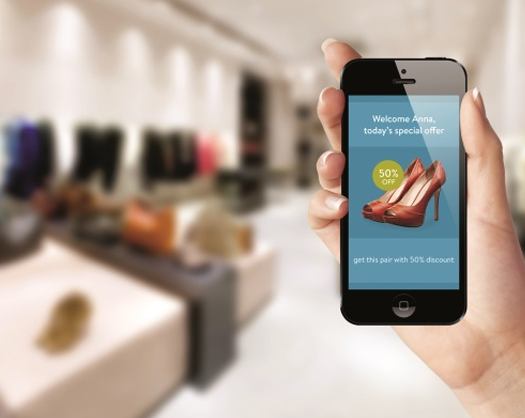 Welcome Anna,
today's special offer
50%
OFF
get this pair with 50% discount